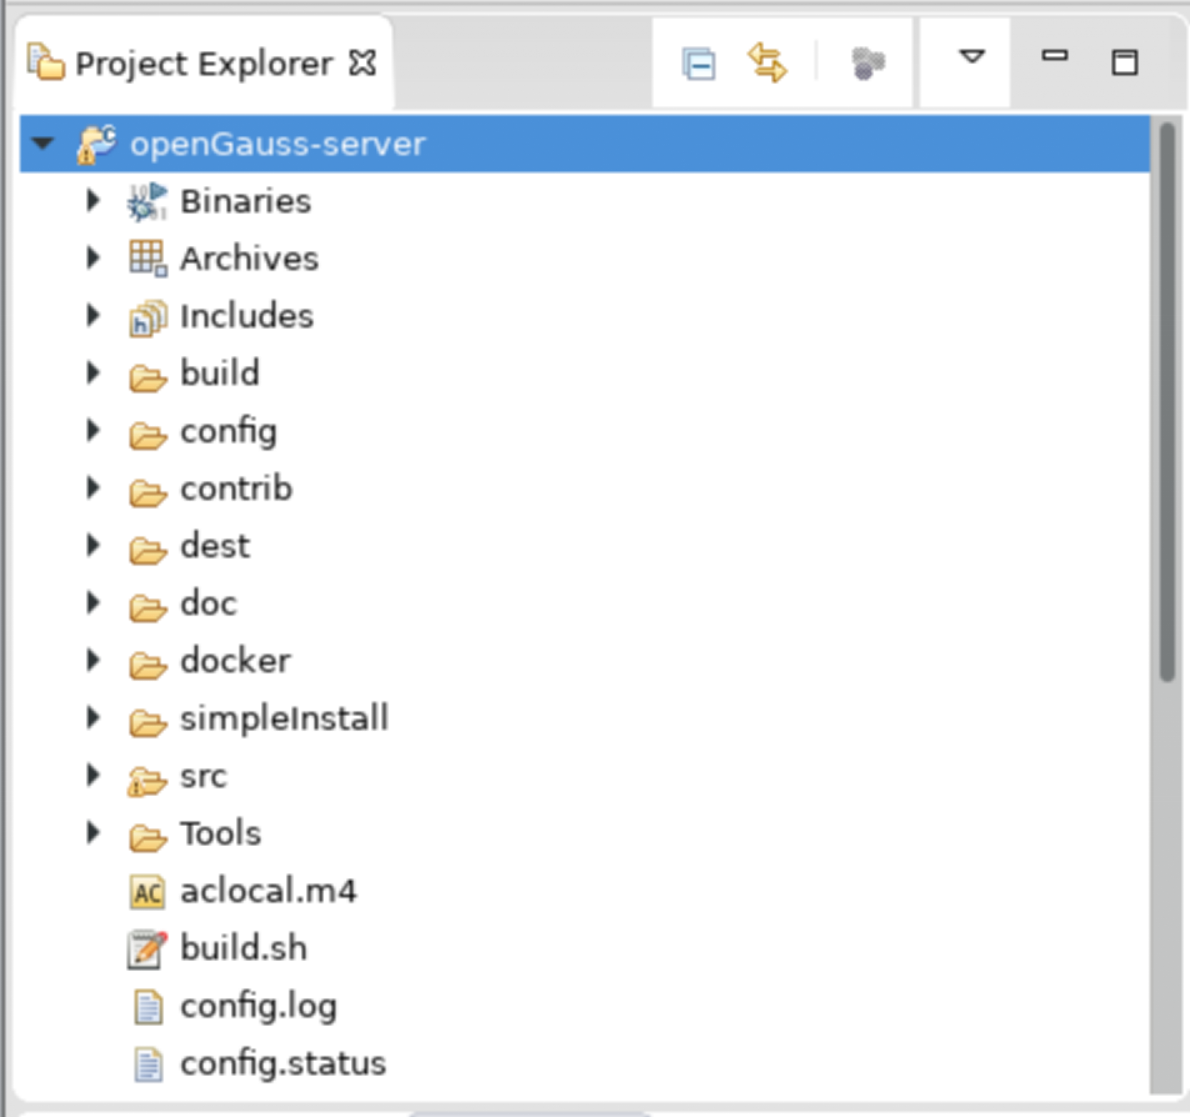 Project Explorer
openGauss-server
Binaries
Archives
Includes
build
config
contrib
dest
doc
docker
simpleInstall
src
Tools
aclocal.m4
build.sh
config.log
config.status